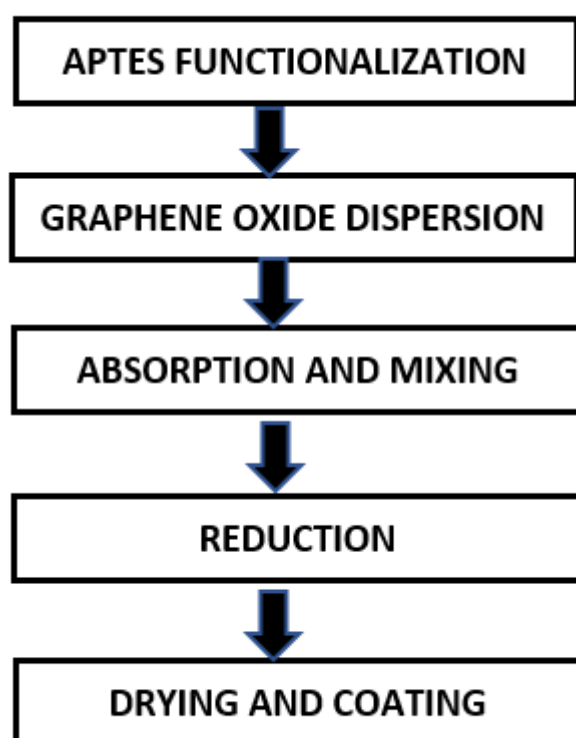 APTES FUNCTIONALIZATION
GRAPHENE OXIDE DISPERSION
ABSORPTION AND MIXING
REDUCTION
DRYING AND COATING